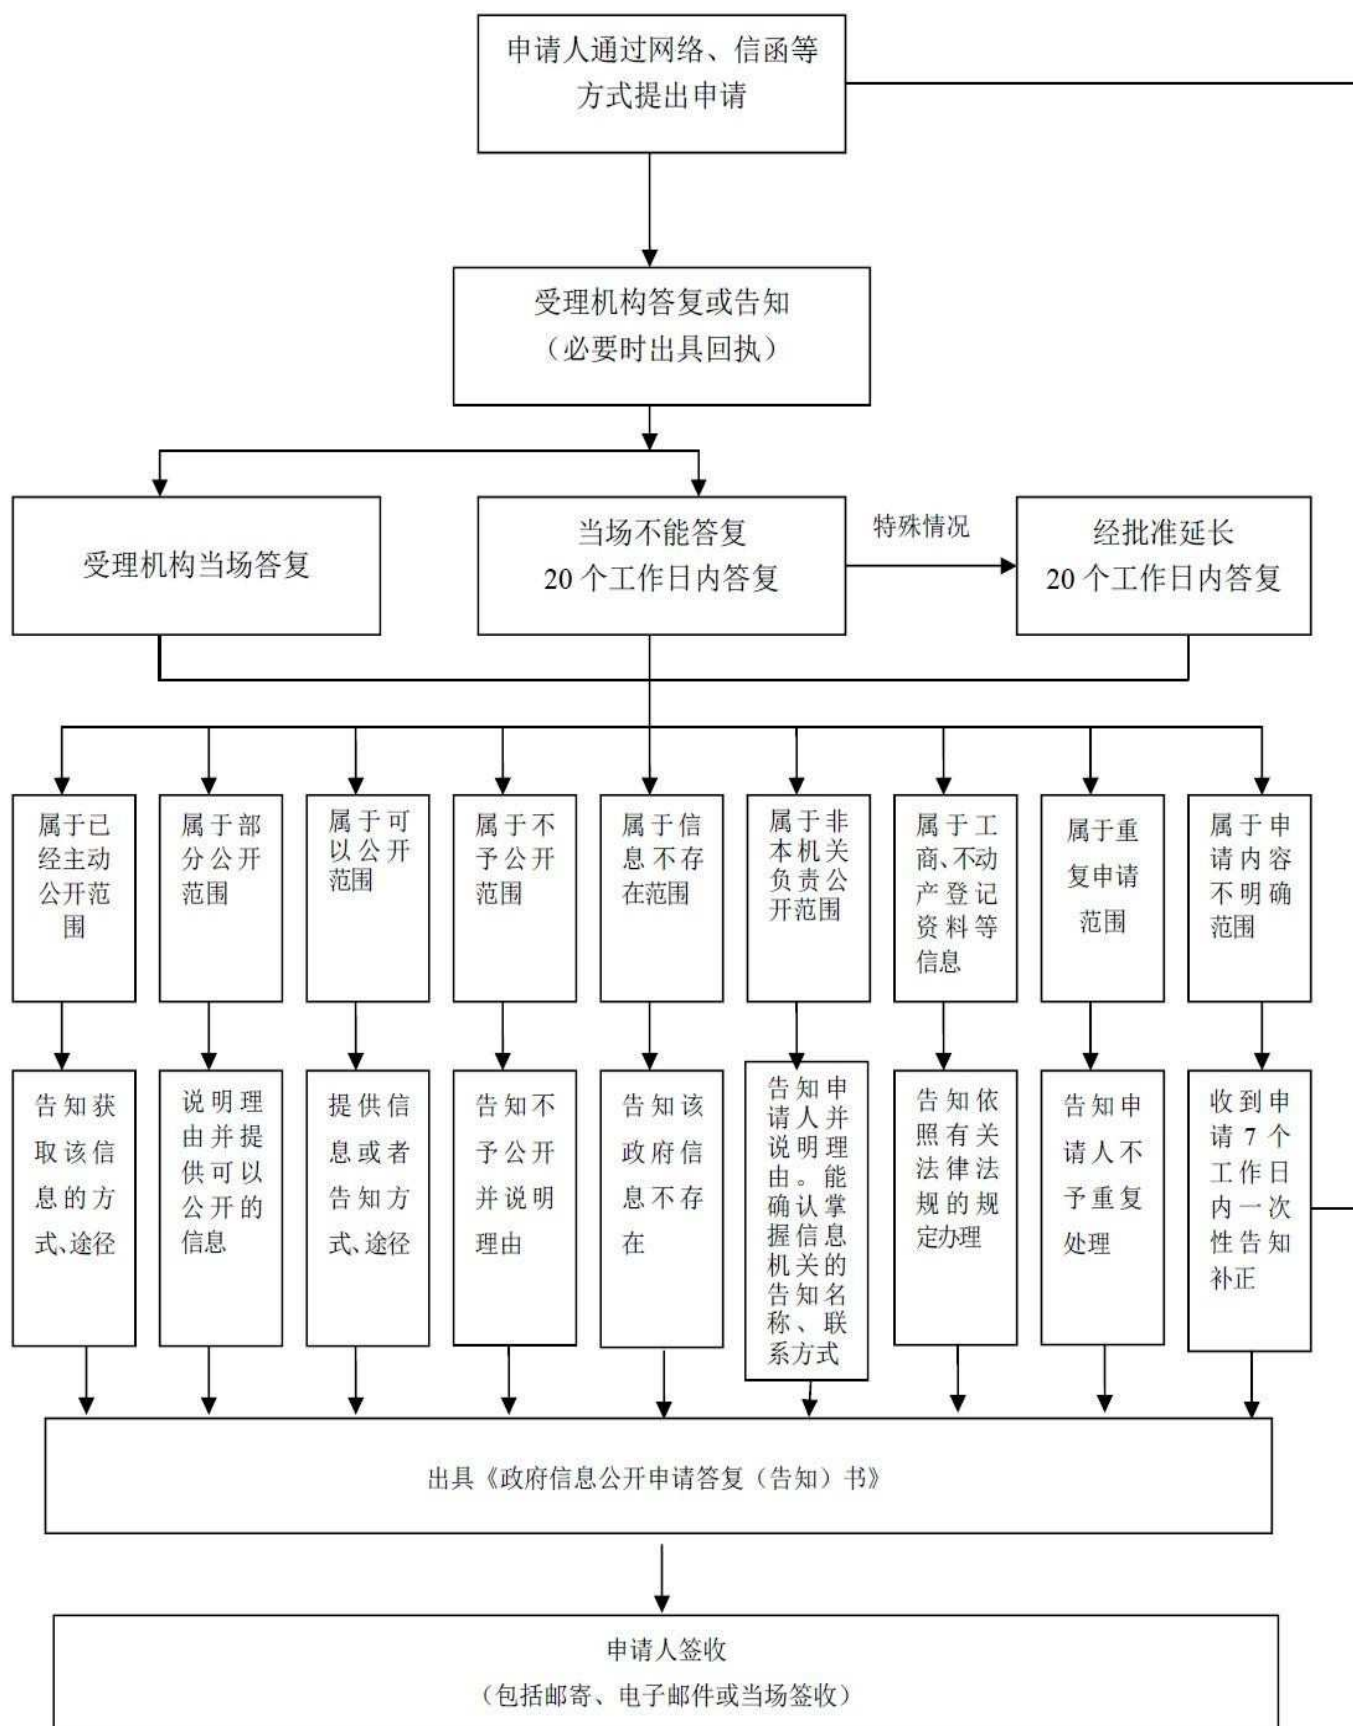 申请人通过网络、信函等
方式提出申请
受理机构答复或告知
（必要时出具回执）
受理机构当场答复
当场不能答复
20 个工作日内答复
特殊情况
经批准延长
20 个工作日内答复
属于已
经主动
公开范
围
属于部
分公开
范围
属于可
以公开
范围
属于不
予公开
范围
属于信
息不存
在范围
属于非
本机关
负责公
开范围
属于工
商、不动
产登记
资料等
信息
属于重
复申请
范围
属于申
请内容
不明确
范围
告知获
取该信
息的方
式、途径
说明理
由并提
供可以
公开的
信息
提供信
息或者
告知方
式、途径
告知不
予公开
并说明
理由
告知该
政府信
息不存
在
告知申
请人并
说明理
由。能
确认掌
握信息
机关的
告知名
称、联
系方式
告知依
照有关
法律法
规的规
定办理
告知申
请人不
予重复
处理
收到申
请 7 个
工作日
内一次
性告知
补正
出具《政府信息公开申请答复（告知）书》
申请人签收
（包括邮寄、电子邮件或当场签收）